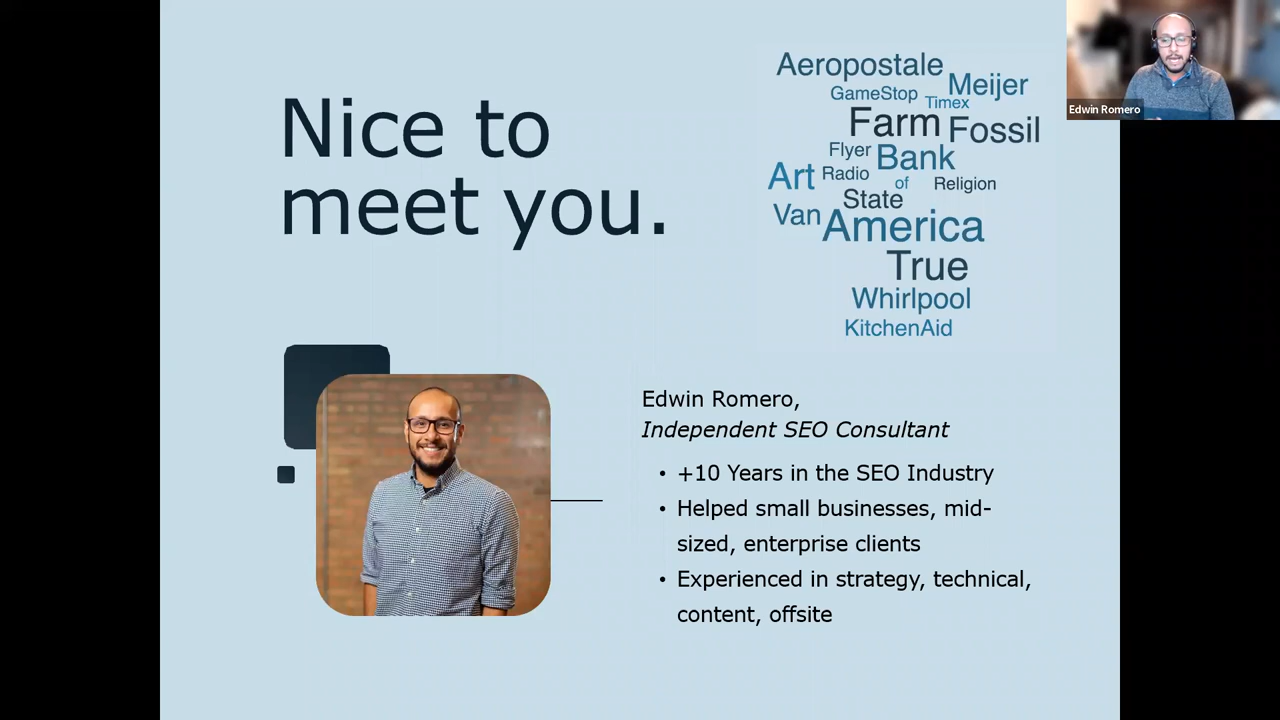 Nice to
meet you.
Aeropostale
Meijer
GameStop
Timex
Farm
Fossil
Flyer
Bank
Art
Radio
of
Religion
State
Van
America
True
Whirlpool
KitchenAid
Edwin Romero
Edwin Romero,
Independent SEO Consultant
• +10 Years in the SEO Industry
• Helped small businesses, mid-
sized, enterprise clients
• Experienced in strategy, technical,
content, offsite